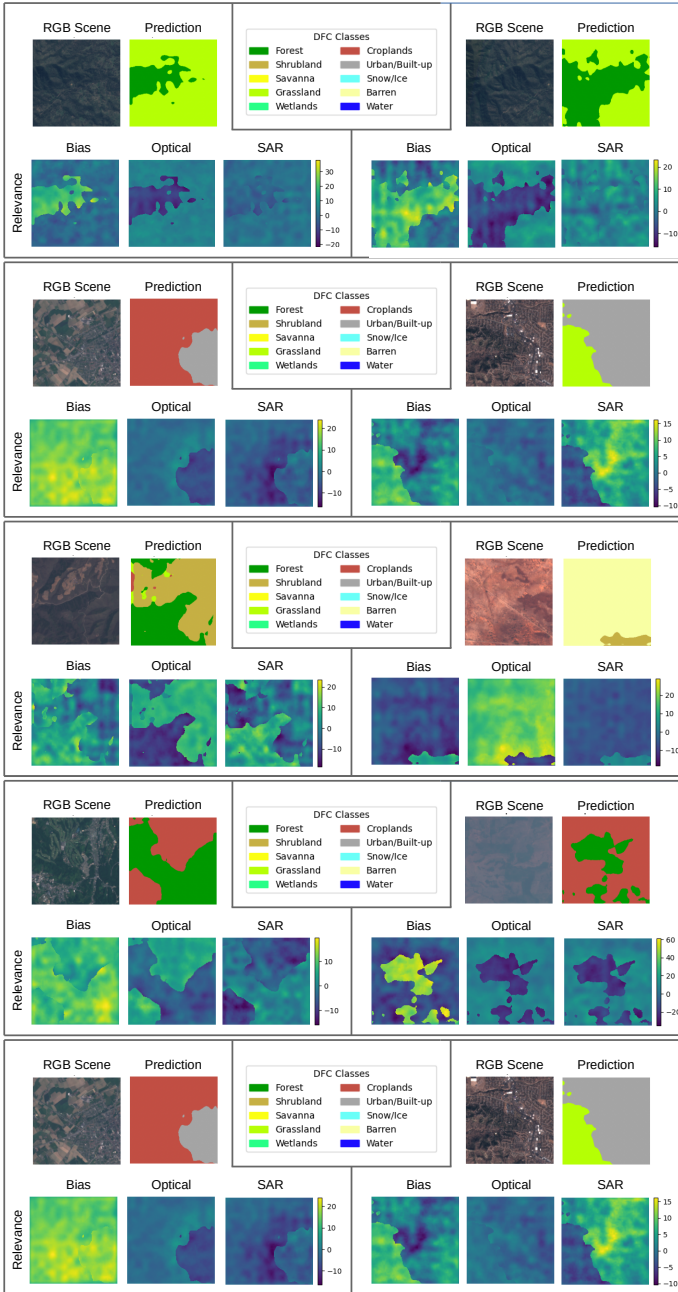 RGB Scene Prediction RGB Scene Prediction
DFC Classes
Forest Croplands
Shrubland Urban/Built-up
Savanna Snow/Ice
Grassland Barren
Wetlands Water
Bias Optical SAR Bias Optical SAR
Relevance
30
20
10
0
−10
−20
20
10
0
−10
RGB Scene Prediction RGB Scene Prediction
DFC Classes
Forest Croplands
Shrubland Urban/Built-up
Savanna Snow/Ice
Grassland Barren
Wetlands Water
Bias Optical SAR Bias Optical SAR
Relevance
20
10
0
−10
15
10
5
0
−5
−10
RGB Scene Prediction RGB Scene Prediction
DFC Classes
Forest Croplands
Shrubland Urban/Built-up
Savanna Snow/Ice
Grassland Barren
Wetlands Water
Bias Optical SAR Bias Optical SAR
Relevance
20
10
0
−10
20
10
0
−10
RGB Scene Prediction RGB Scene Prediction
DFC Classes
Forest Croplands
Shrubland Urban/Built-up
Savanna Snow/Ice
Grassland Barren
Wetlands Water
Bias Optical SAR Bias Optical SAR
Relevance
10
0
−10
60
40
20
0
−20
RGB Scene Prediction RGB Scene Prediction
DFC Classes
Forest Croplands
Shrubland Urban/Built-up
Savanna Snow/Ice
Grassland Barren
Wetlands Water
Bias Optical SAR Bias Optical SAR
Relevance
20
10
0
−10
15
10
5
0
−5
−10